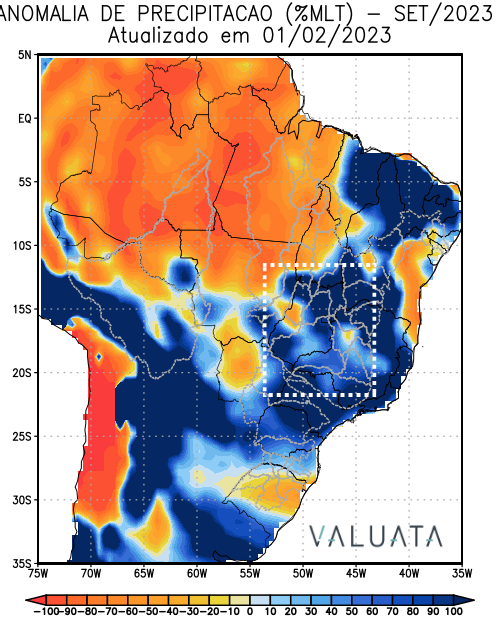 ANOMALIA DE PRECIPITACAO (%MLT) – SET/2023
Atualizado em 01/02/2023
5N
EQ
5S
10S
15S
20S
25S
30S
35S
VALUATA
75W 70W 65W 60W 55W 50W 45W 40W 35W
-100 -90 -80 -70 -60 -50 -40 -30 -20 -10 0 10 20 30 40 50 60 70 80 90 100